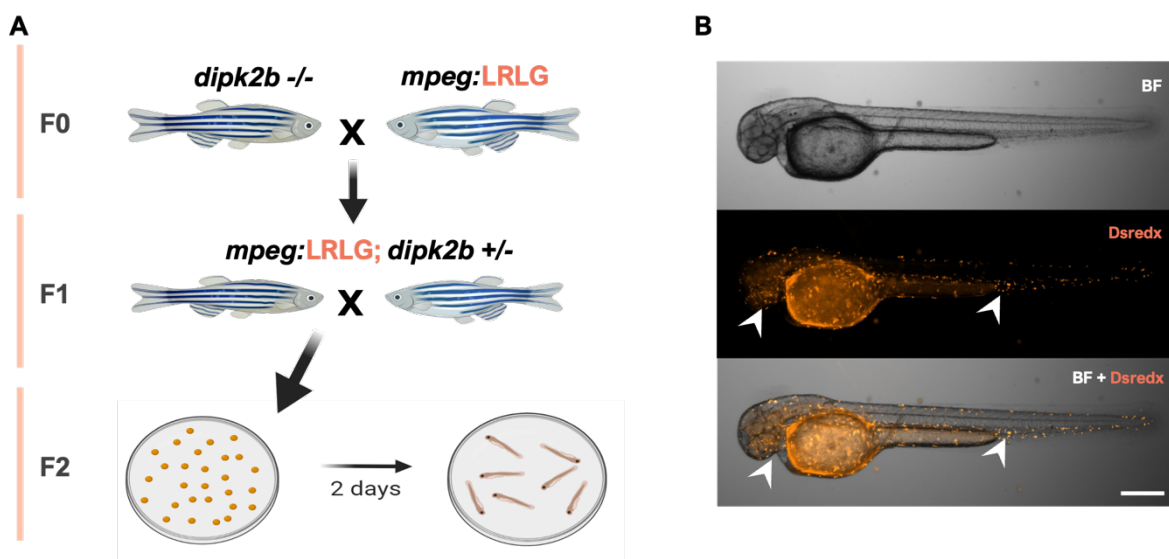 A
dipk2b -/-
mpeg:LRLG
F0
X
mpeg:LRLG; dipk2b +/-
F1
X
F2
2 days
B
BF
Dsredx
BF + Dsredx